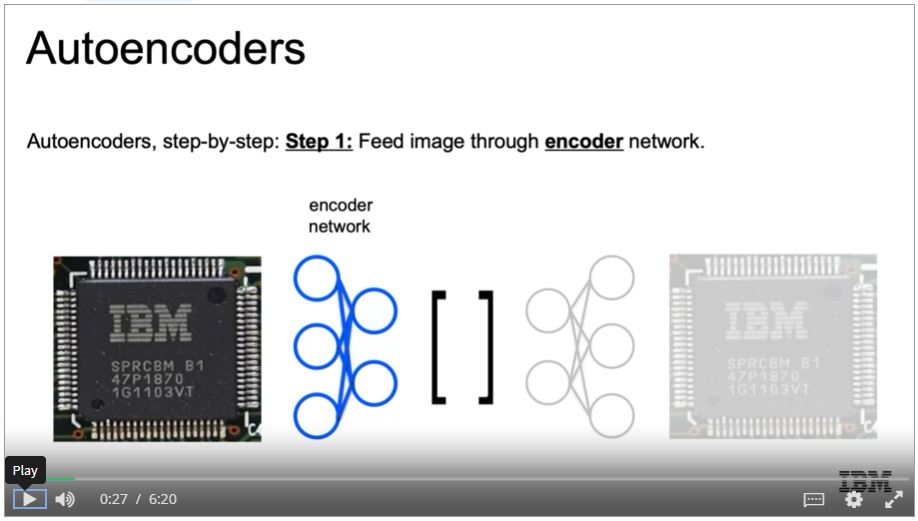 Autoencoders
Autoencoders, step-by-step: Step 1: Feed image through encoder network.
encoder
network
IBM
SPRCBM B1
47P1870
1G1103VT
IBM
SPRCBM B1
47P1870
1G1103VT
Play
0:27 / 6:20
IBM